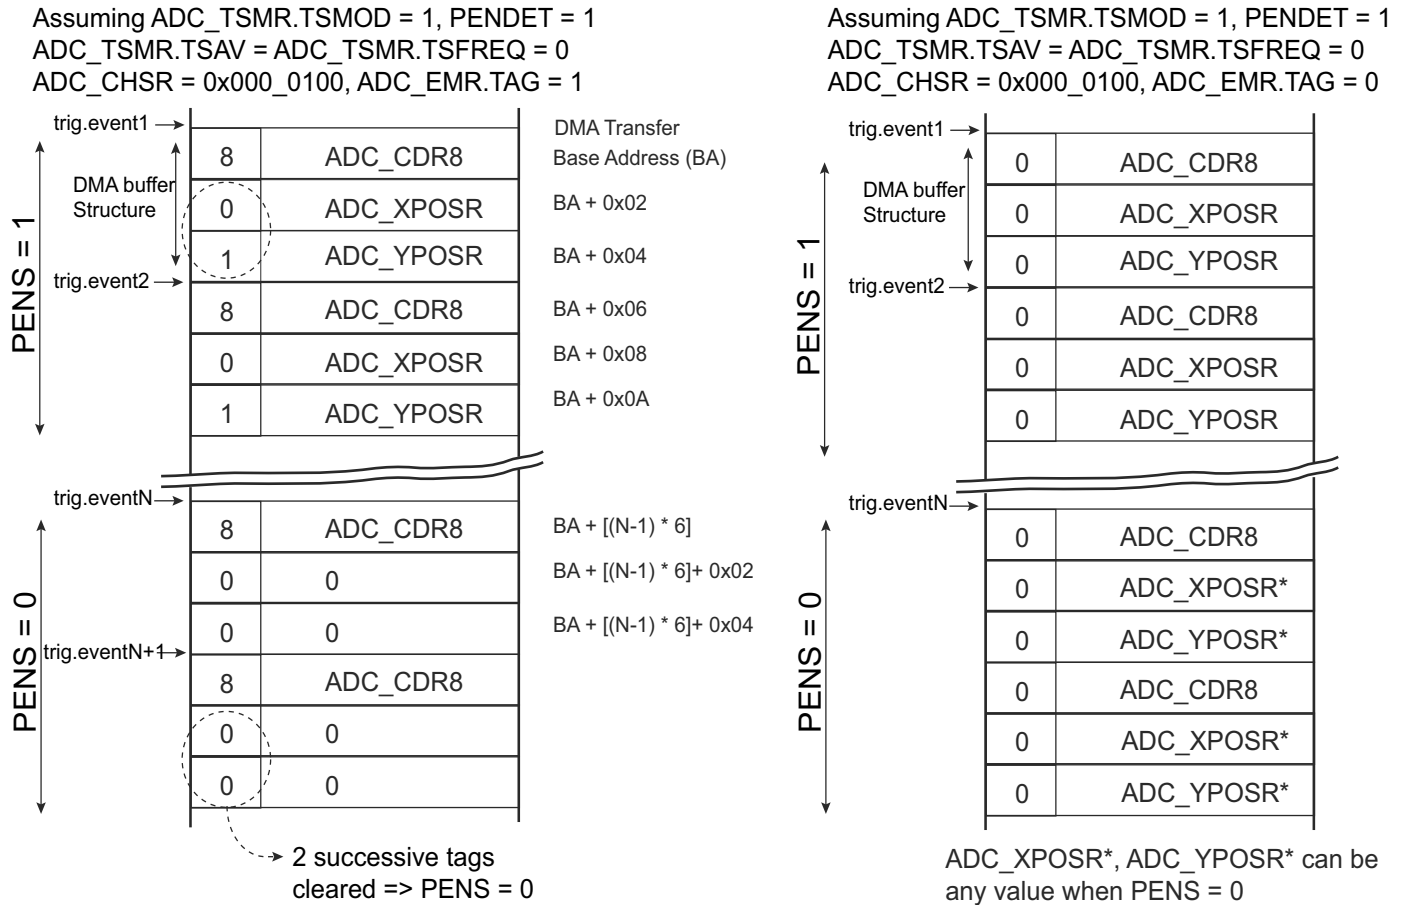 Assuming ADC_TSMR.TSMOD = 1, PENDET = 1
ADC_TSMR.TSAV = ADC_TSMR.TSFREQ = 0
ADC_CHSR = 0x000_0100, ADC_EMR.TAG = 1
trig.event1
DMA Transfer
8 ADC_CDR8 Base Address (BA)
DMA buffer
Structure
0 ADC_XPOSR BA + 0x02
1 ADC_YPOSR BA + 0x04
PENS = 1
trig.event2
8 ADC_CDR8 BA + 0x06
0 ADC_XPOSR BA + 0x08
1 ADC_YPOSR BA + 0x0A
trig.eventN
8 ADC_CDR8 BA + [(N-1) * 6]
0 0 BA + [(N-1) * 6]+ 0x02
0 0 BA + [(N-1) * 6]+ 0x04
PENS = 0
trig.eventN+1
8 ADC_CDR8
0 0
0 0
2 successive tags
cleared => PENS = 0
Assuming ADC_TSMR.TSMOD = 1, PENDET = 1
ADC_TSMR.TSAV = ADC_TSMR.TSFREQ = 0
ADC_CHSR = 0x000_0100, ADC_EMR.TAG = 0
trig.event1
0 ADC_CDR8
DMA buffer
Structure
0 ADC_XPOSR
0 ADC_YPOSR
PENS = 1
trig.event2
0 ADC_CDR8
0 ADC_XPOSR
0 ADC_YPOSR
trig.eventN
0 ADC_CDR8
0 ADC_XPOSR*
0 ADC_YPOSR*
PENS = 0
0 ADC_CDR8
0 ADC_XPOSR*
0 ADC_YPOSR*
ADC_XPOSR*, ADC_YPOSR* can be
any value when PENS = 0